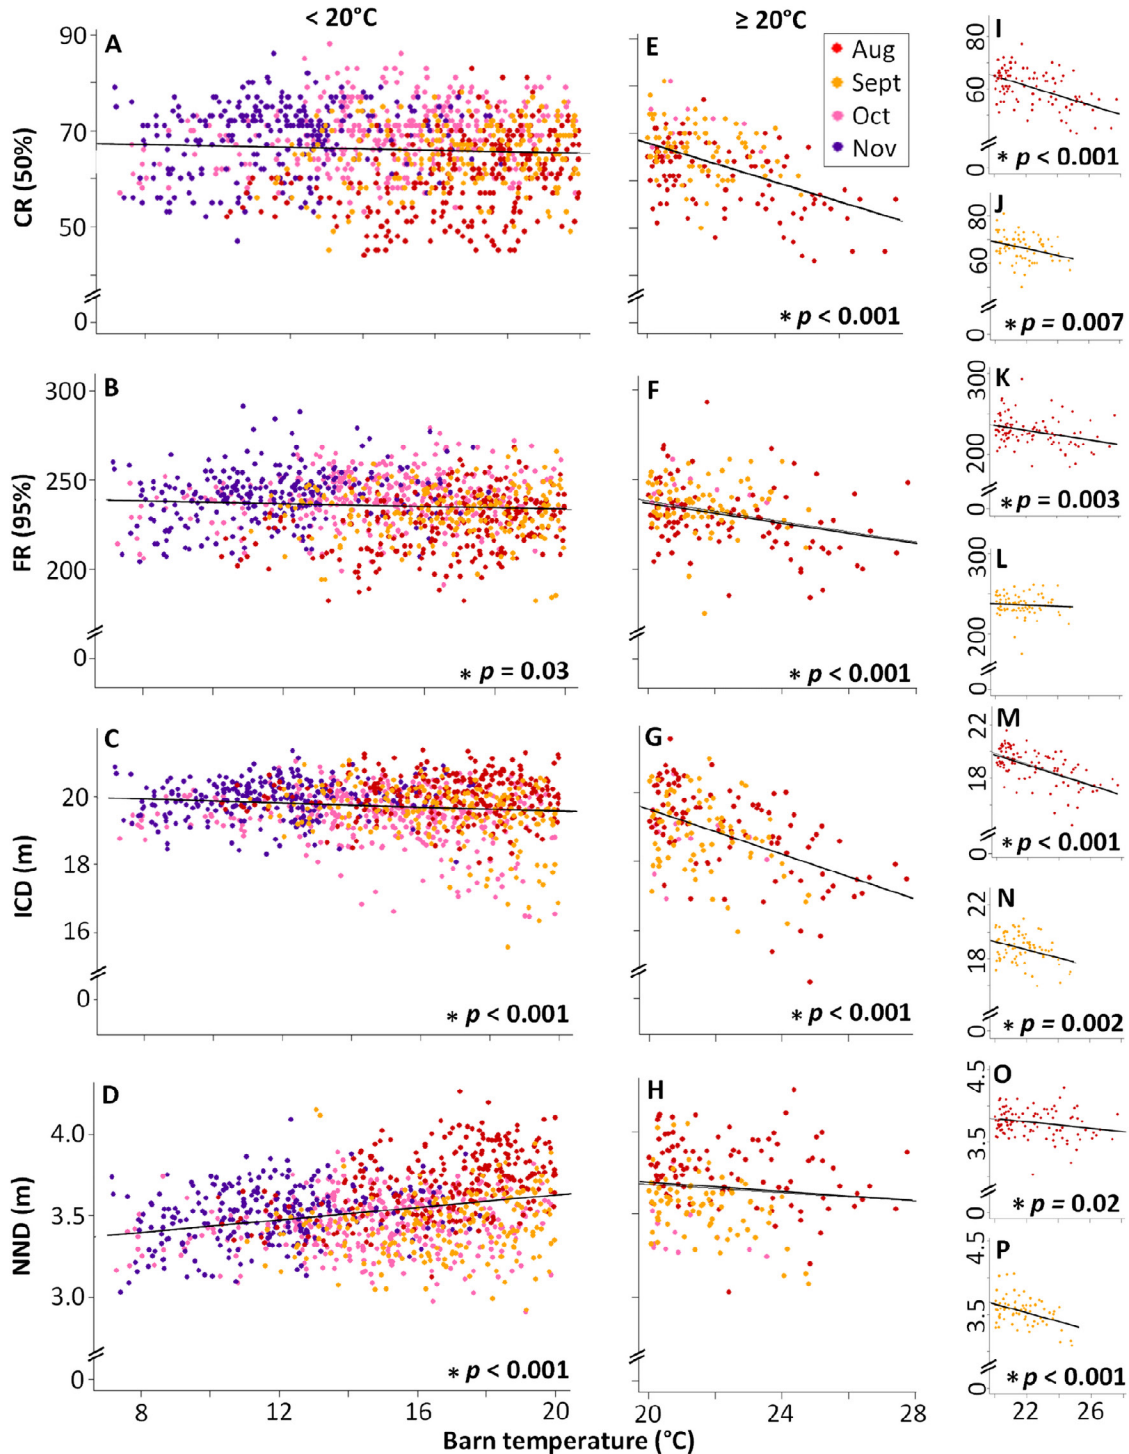 < 20°C
≥ 20°C
A
90
70
50
0
CR (50%)
E
Aug
Sept
Oct
Nov
* p < 0.001
I
80
60
0
* p < 0.001
J
80
60
0
* p = 0.007
B
300
250
200
0
FR (95%)
* p = 0.03
F
* p < 0.001
K
300
200
0
* p = 0.003
L
300
200
0
C
20
18
16
0
ICD (m)
* p < 0.001
G
* p < 0.001
M
22
18
0
* p < 0.001
N
22
18
0
* p = 0.002
D
4.0
3.5
3.0
0
NND (m)
* p < 0.001
H
O
4.5
3.5
0
* p = 0.02
P
4.5
3.5
0
* p < 0.001
8 12 16 20
20 24 28
22 26
Barn temperature (°C)